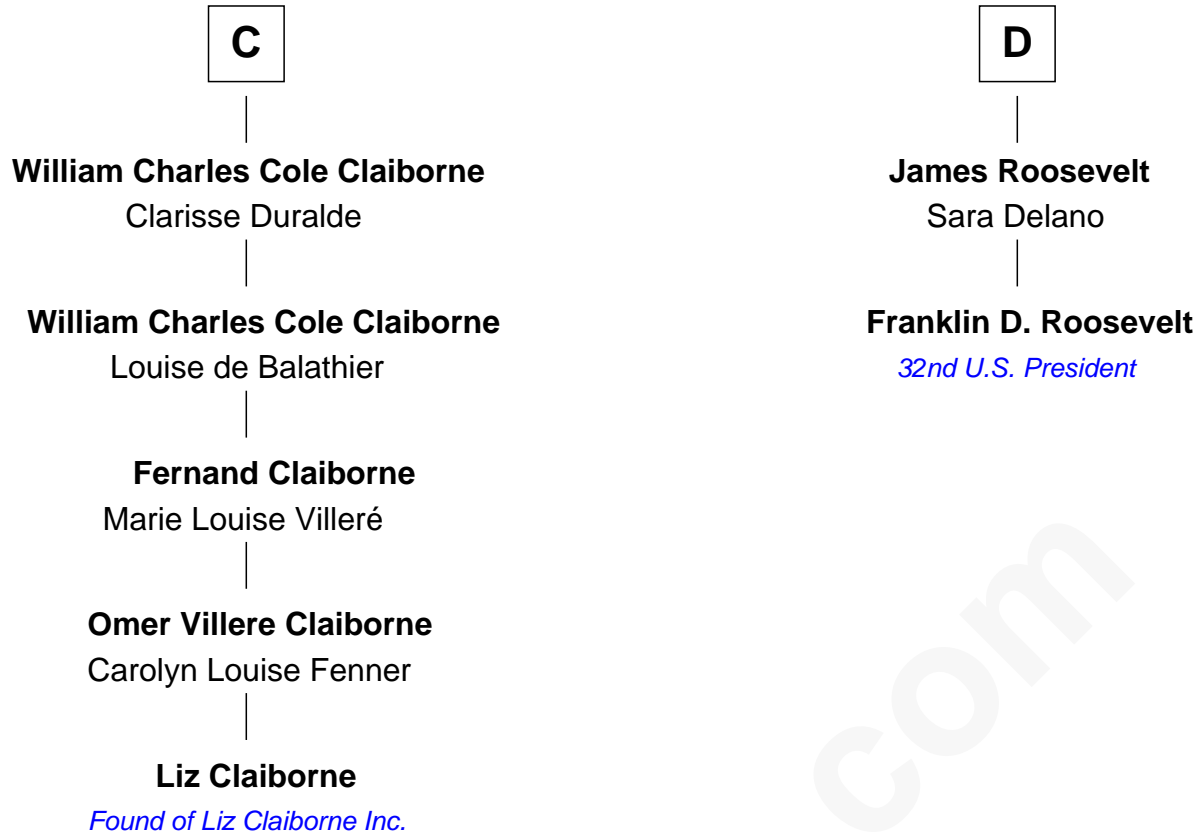 C
William Charles Cole Claiborne
Clarisse Duralde
William Charles Cole Claiborne
Louise de Balathier
Fernand Claiborne
Marie Louise Villeré
Omer Villere Claiborne
Carolyn Louise Fenner
Liz Claiborne
Found of Liz Claiborne Inc.
D
James Roosevelt
Sara Delano
Franklin D. Roosevelt
32nd U.S. President
com